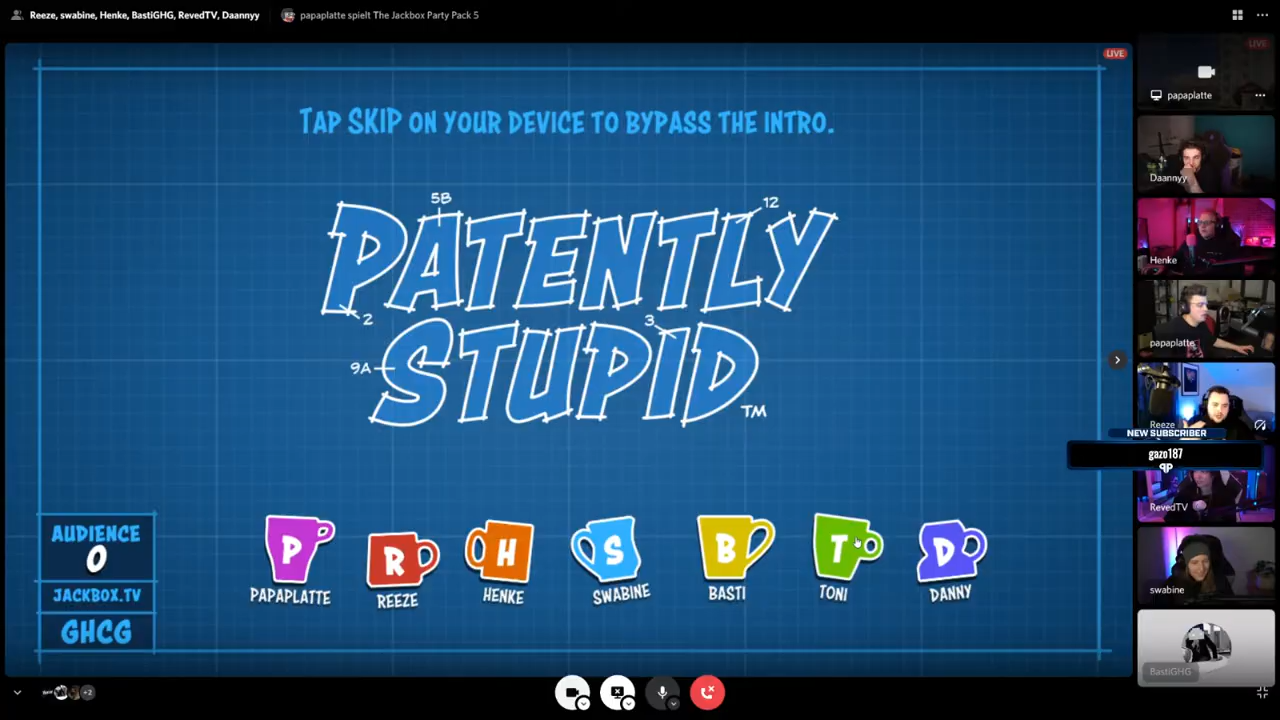 Reeze, swabine, Henke, BastiGHG, RevedTV, Daannyy
papaplatte spielt The Jackbox Party Pack 5
LIVE
LIVE
TAP SKIP ON YOUR DEVICE TO BYPASS THE INTRO.
5B
12
PATENTLY
2
3
9A
STUPID
TM
AUDIENCE
0
JACKBOX.TV
GHCG
P
R
H
S
B
T
D
PAPAPLATTE
REEZE
HENKE
SWABINE
BASTI
TONI
DANNY
papaplatte
Daannyy
Henke
papaplatte
Reeze
NEW SUBSCRIBER
gazo187
RevedTV
swabine
BastiGHG
+2